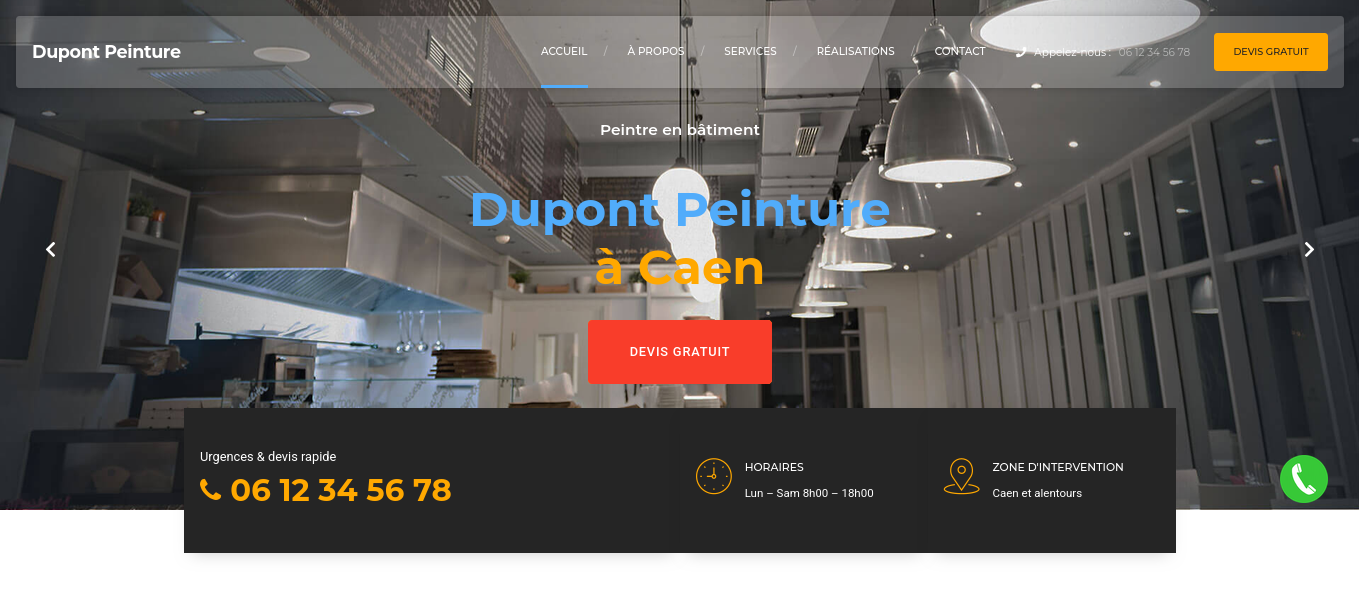 Dupont Peinture
ACCUEIL / À PROPOS / SERVICES / RÉALISATIONS / CONTACT
Appelez-nous : 06 12 34 56 78
DEVIS GRATUIT
Peintre en bâtiment
Dupont Peinture
à Caen
DEVIS GRATUIT
Urgences & devis rapide
06 12 34 56 78
HORAIRES
Lun – Sam 8h00 – 18h00
ZONE D'INTERVENTION
Caen et alentours